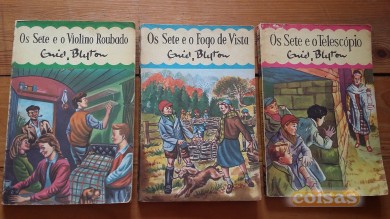 Os Sete e o Violino Roubado
Enid Blyton
Os Sete e o Fogo de Vista
Enid Blyton
Os Sete e o Telescópio
Enid Blyton
coisas